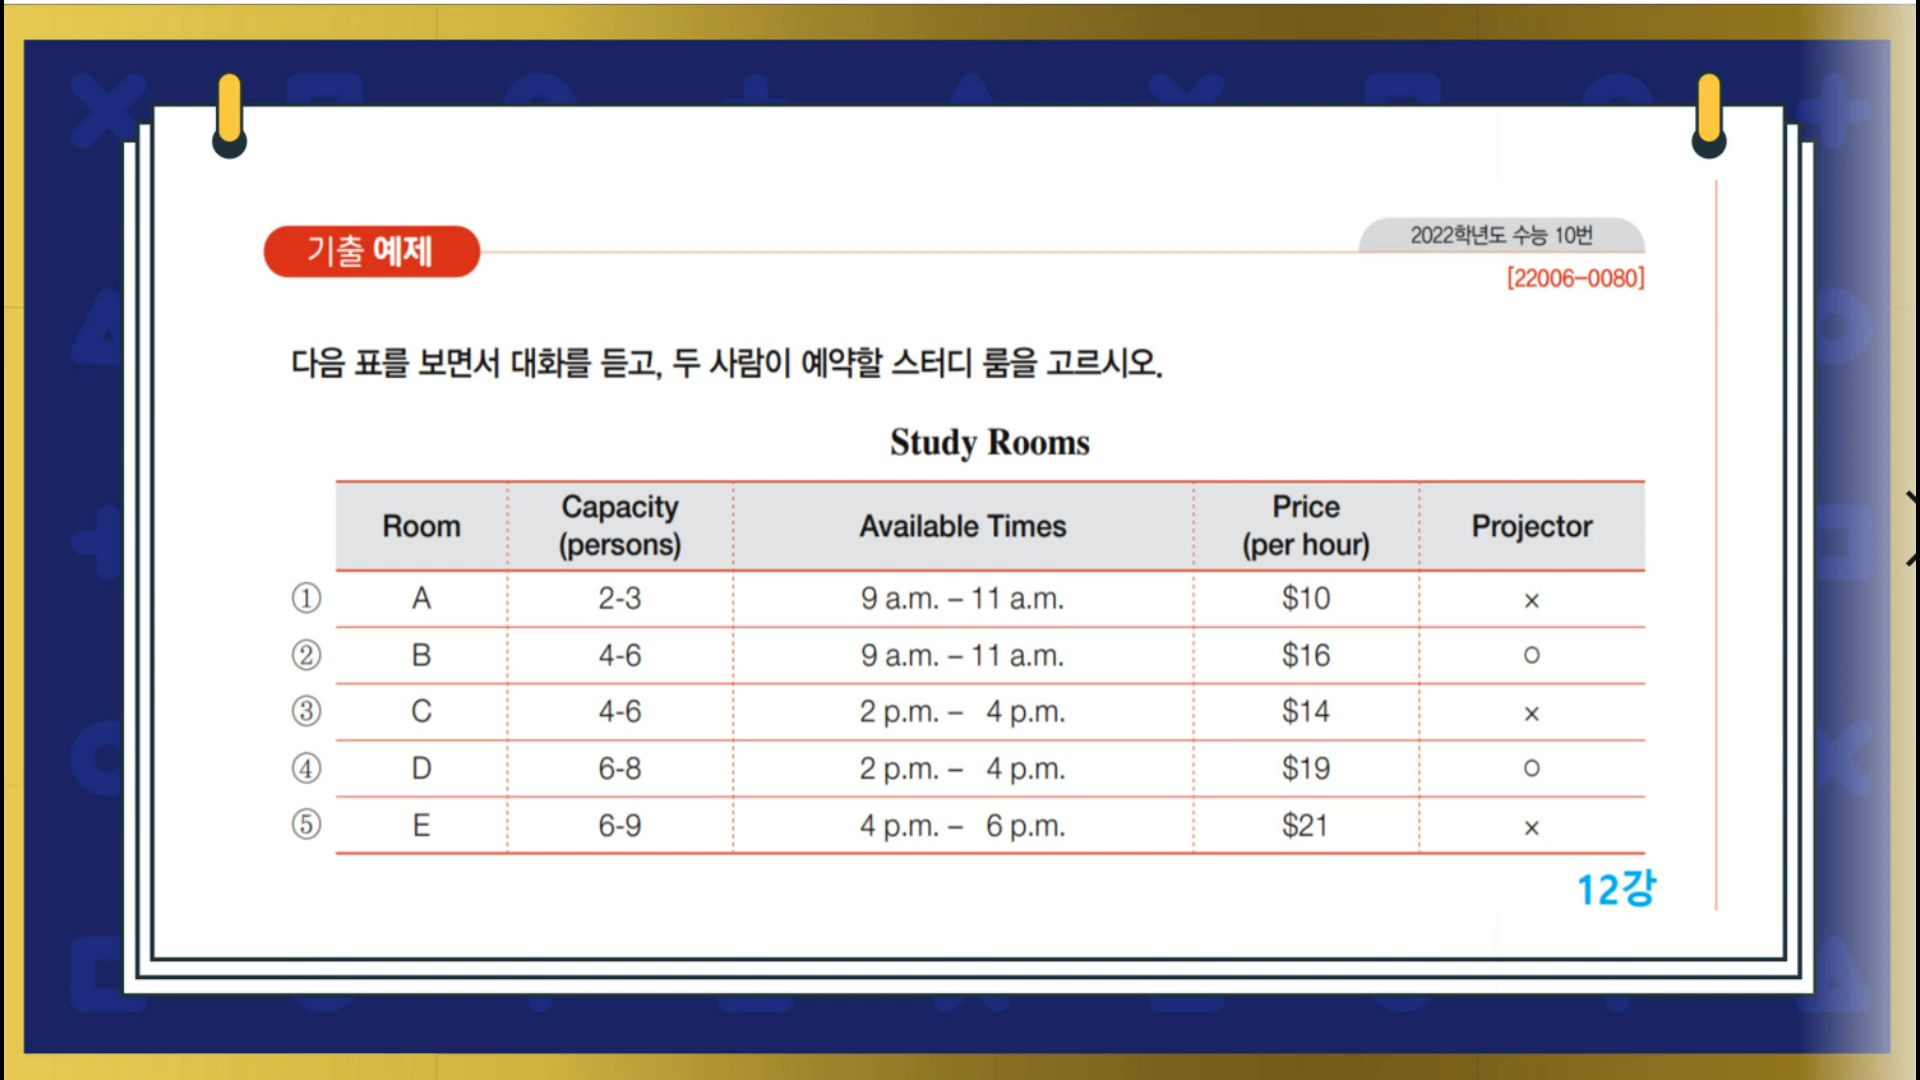 기출 예제
2022학년도 수능 10번
[22006-0080]
다음 표를 보면서 대화를 듣고, 두 사람이 예약할 스터디 룸을 고르시오.
Study Rooms
Room Capacity (persons) Available Times Price (per hour) Projector
① A 2-3 9 a.m. – 11 a.m. $10 ×
② B 4-6 9 a.m. – 11 a.m. $16 ○
③ C 4-6 2 p.m. – 4 p.m. $14 ×
④ D 6-8 2 p.m. – 4 p.m. $19 ○
⑤ E 6-9 4 p.m. – 6 p.m. $21 ×
12강